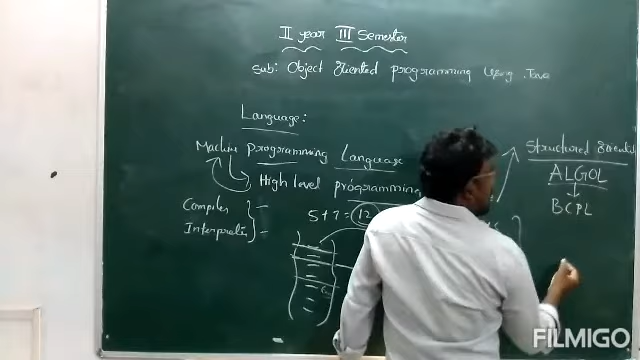 II year III Semester
Sub: Object Oriented programming Using Java
Language:
Machine programming Language
High level programming
Compiler
Interpreter
5 + 7 = 12
Structured Oriented
ALGOL
BCPL
FILMIGO